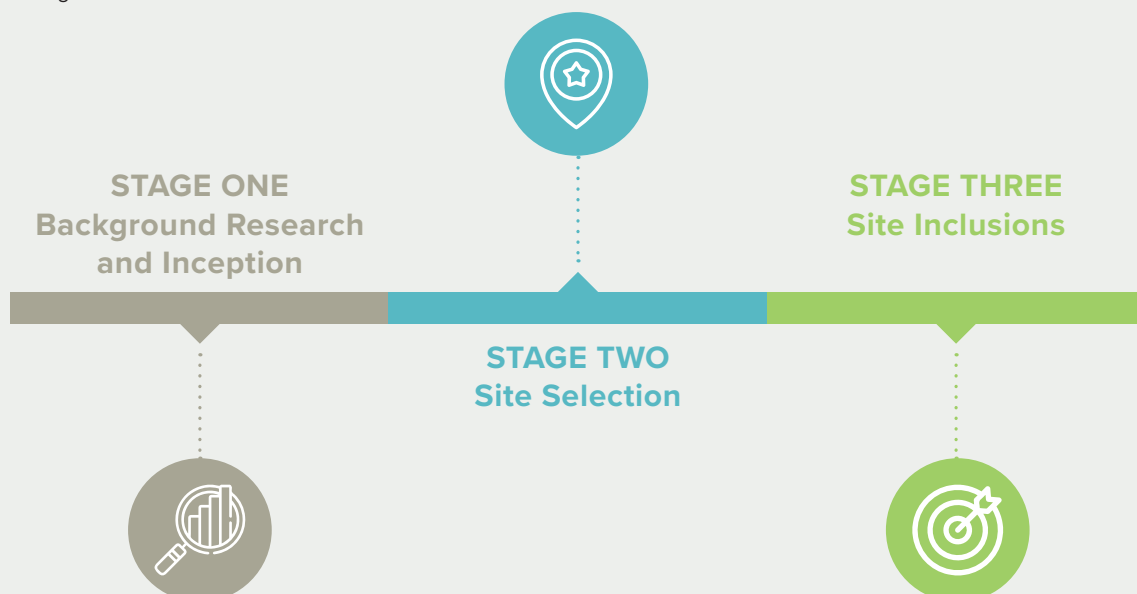 STAGE ONE
Background Research
and Inception
STAGE TWO
Site Selection
STAGE THREE
Site Inclusions